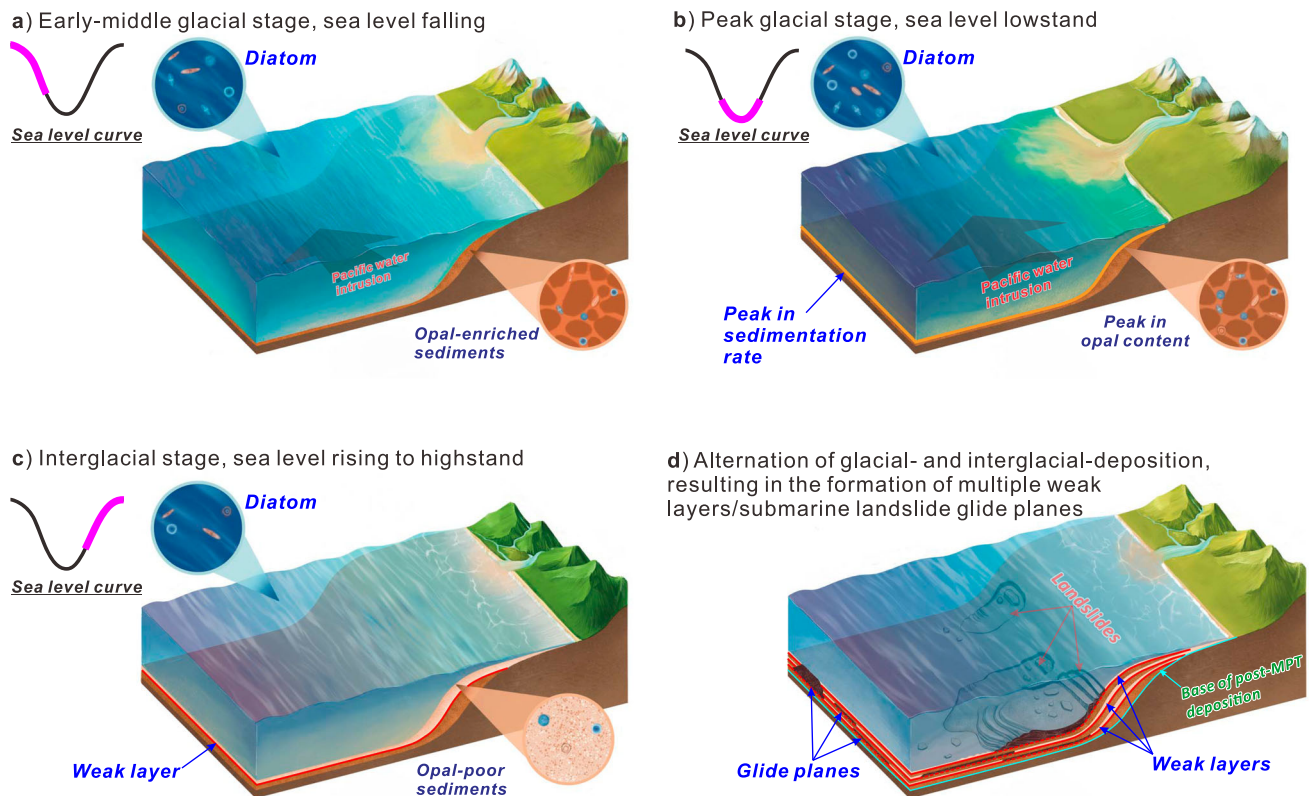 a) Early-middle glacial stage, sea level falling
Diatom
Sea level curve
Pacific water
intrusion
Opal-enriched
sediments
b) Peak glacial stage, sea level lowstand
Diatom
Sea level curve
Pacific water
intrusion
Peak in
sedimentation
rate
Peak in
opal content
c) Interglacial stage, sea level rising to highstand
Diatom
Sea level curve
Weak layer
Opal-poor
sediments
d) Alternation of glacial- and interglacial-deposition,
resulting in the formation of multiple weak
layers/submarine landslide glide planes
Landslides
Base of post-MPT
deposition
Glide planes
Weak layers